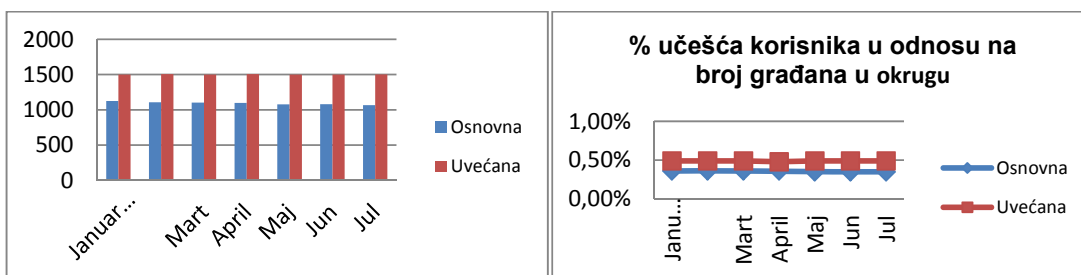 2000
1500
1000
500
0
Januar...
Mart
April
Maj
Jun
Jul
Osnovna
Uvećana
% učešća korisnika u odnosu na
broj građana u okrugu
1,00%
0,50%
0,00%
Janu...
Mart
April
Maj
Jun
Jul
Osnovna
Uvećana